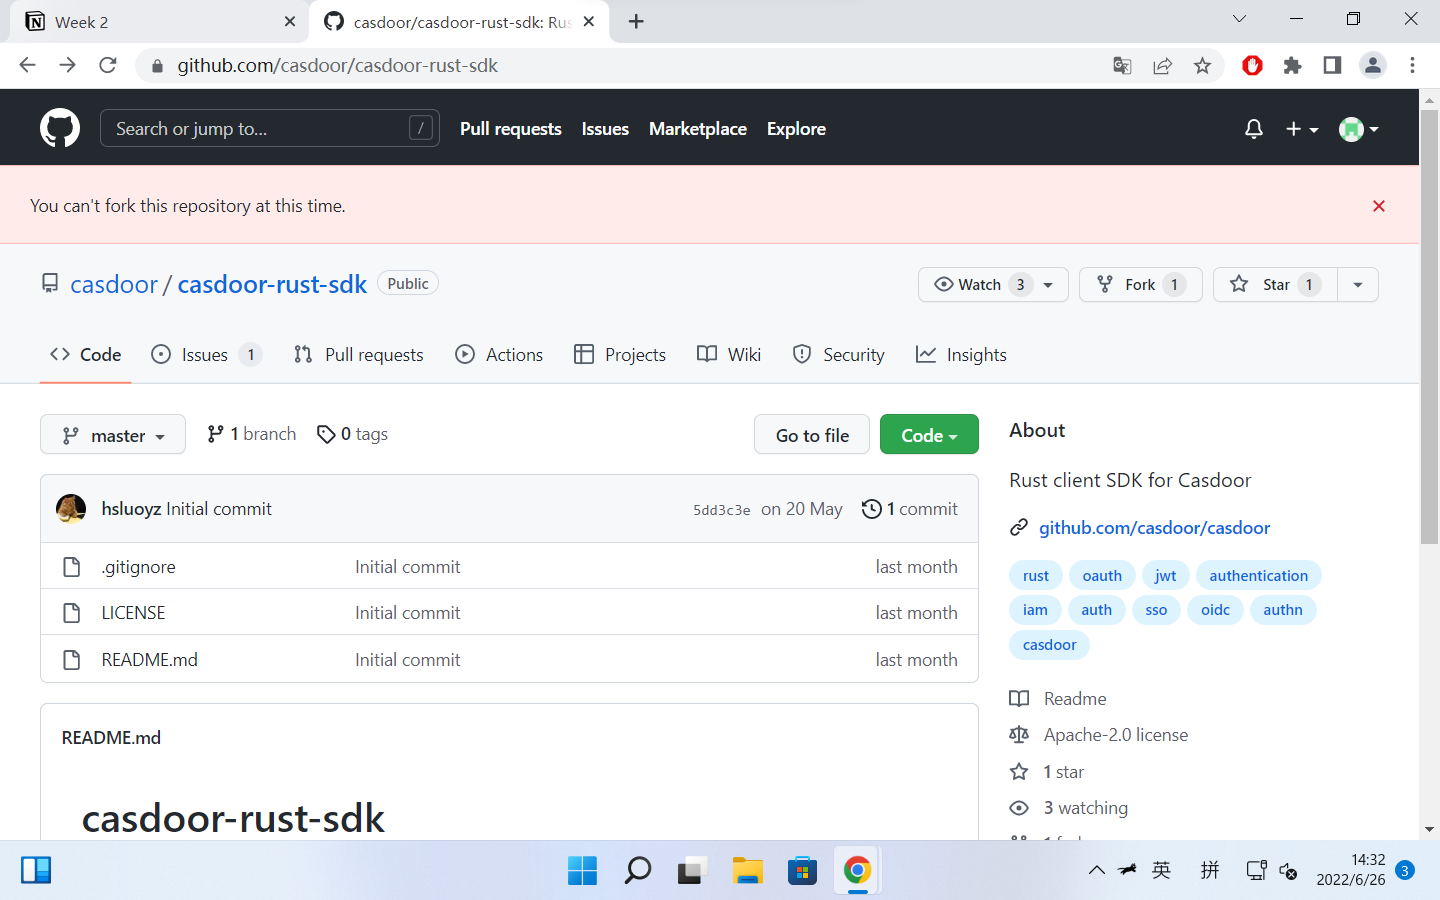 Week 2
casdoor/casdoor-rust-sdk: Rus
github.com/casdoor/casdoor-rust-sdk
Search or jump to...
/
Pull requests
Issues
Marketplace
Explore
You can't fork this repository at this time.
casdoor / casdoor-rust-sdk
Public
Watch 3
Fork 1
Star 1
Code
Issues 1
Pull requests
Actions
Projects
Wiki
Security
Insights
master
1 branch
0 tags
Go to file
Code
hsluoyz Initial commit
5dd3c3e on 20 May
1 commit
.gitignore
Initial commit
last month
LICENSE
Initial commit
last month
README.md
Initial commit
last month
README.md
casdoor-rust-sdk
About
Rust client SDK for Casdoor
github.com/casdoor/casdoor
rust oauth jwt authentication
iam auth sso oidc authn
casdoor
Readme
Apache-2.0 license
1 star
3 watching
英
拼
14:32
2022/6/26
3